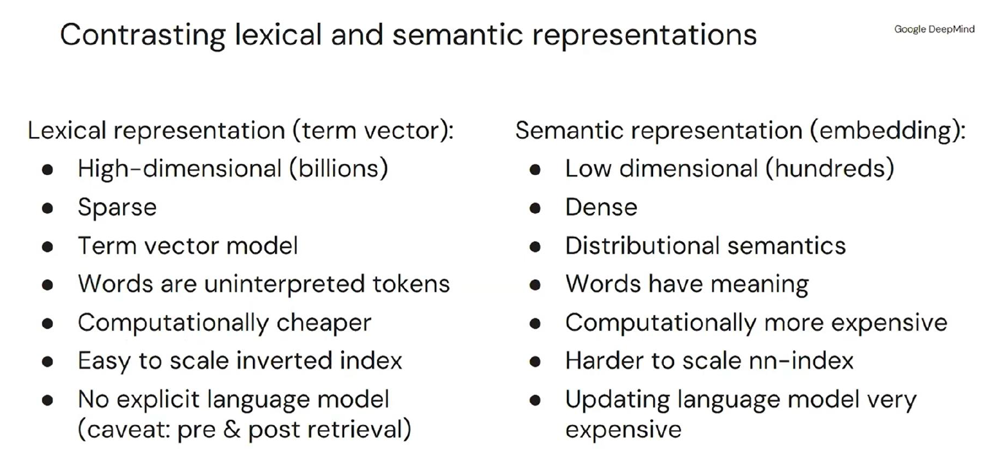 Contrasting lexical and semantic representations
Google DeepMind
Lexical representation (term vector):
● High-dimensional (billions)
● Sparse
● Term vector model
● Words are uninterpreted tokens
● Computationally cheaper
● Easy to scale inverted index
● No explicit language model
(caveat: pre & post retrieval)
Semantic representation (embedding):
● Low dimensional (hundreds)
● Dense
● Distributional semantics
● Words have meaning
● Computationally more expensive
● Harder to scale nn-index
● Updating language model very
expensive